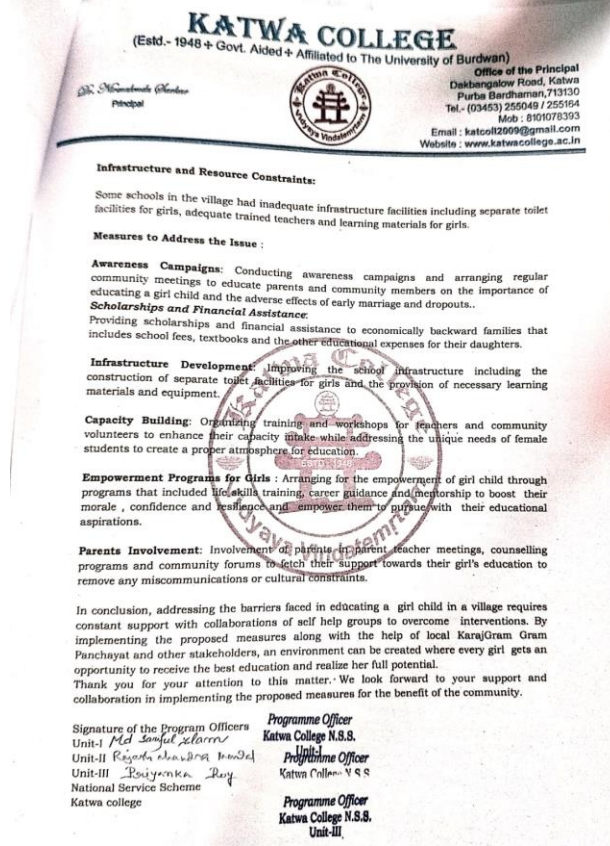 KATWA COLLEGE
(Estd.- 1948 + Govt. Aided + Affiliated to The University of Burdwan)
Principal
Katwa College
Vidyaya Vindatemrtam
Office of the Principal
Dakbangalow Road, Katwa
Purba Bardhaman,713130
Tel.- (03453) 255049 / 255164
Mob : 8101078393
Email : katcoll2009@gmail.com
Website : www.katwacollege.ac.in
Infrastructure and Resource Constraints:
Some schools in the village had inadequate infrastructure facilities including separate toilet
facilities for girls, adequate trained teachers and learning materials for girls.
Measures to Address the Issue :
Awareness Campaigns: Conducting awareness campaigns and arranging regular
community meetings to educate parents and community members on the importance of
educating a girl child and the adverse effects of early marriage and dropouts..
Scholarships and Financial Assistance:
Providing scholarships and financial assistance to economically backward families that
includes school fees, textbooks and the other educational expenses for their daughters.
Infrastructure Development: Improving the school infrastructure including the
construction of separate toilet facilities for girls and the provision of necessary learning
materials and equipment.
Capacity Building: Organizing training and workshops for teachers and community
volunteers to enhance their capacity intake while addressing the unique needs of female
students to create a proper atmosphere for education.
Empowerment Programs for Girls : Arranging for the empowerment of girl child through
programs that included life skills training, career guidance and mentorship to boost their
morale , confidence and resilience and empower them to pursue with their educational
aspirations.
Parents Involvement: Involvement of parents in parent teacher meetings, counselling
programs and community forums to fetch their support towards their girl's education to
remove any miscommunications or cultural constraints.
Katwa College
ESTD. 1948
Vidyaya Vindatemrtam
In conclusion, addressing the barriers faced in educating a girl child in a village requires
constant support with collaborations of self help groups to overcome interventions. By
implementing the proposed measures along with the help of local KarajGram Gram
Panchayat and other stakeholders, an environment can be created where every girl gets an
opportunity to receive the best education and realize her full potential.
Thank you for your attention to this matter. We look forward to your support and
collaboration in implementing the proposed measures for the benefit of the community.
Signature of the Program Officers
Unit-I Md
Unit-II
Unit-III Priyanka Roy
National Service Scheme
Katwa college
Programme Officer
Katwa College N.S.S.
Unit-I
Programme Officer
Katwa College N S S
Programme Officer
Katwa College N.S.S.
Unit-III